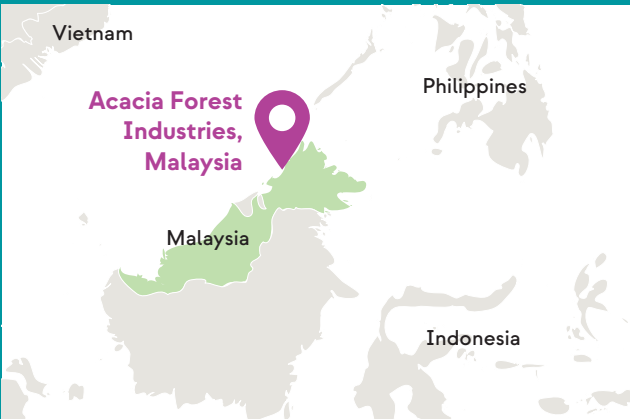 Vietnam
Philippines
Acacia Forest
Industries,
Malaysia
Malaysia
Indonesia